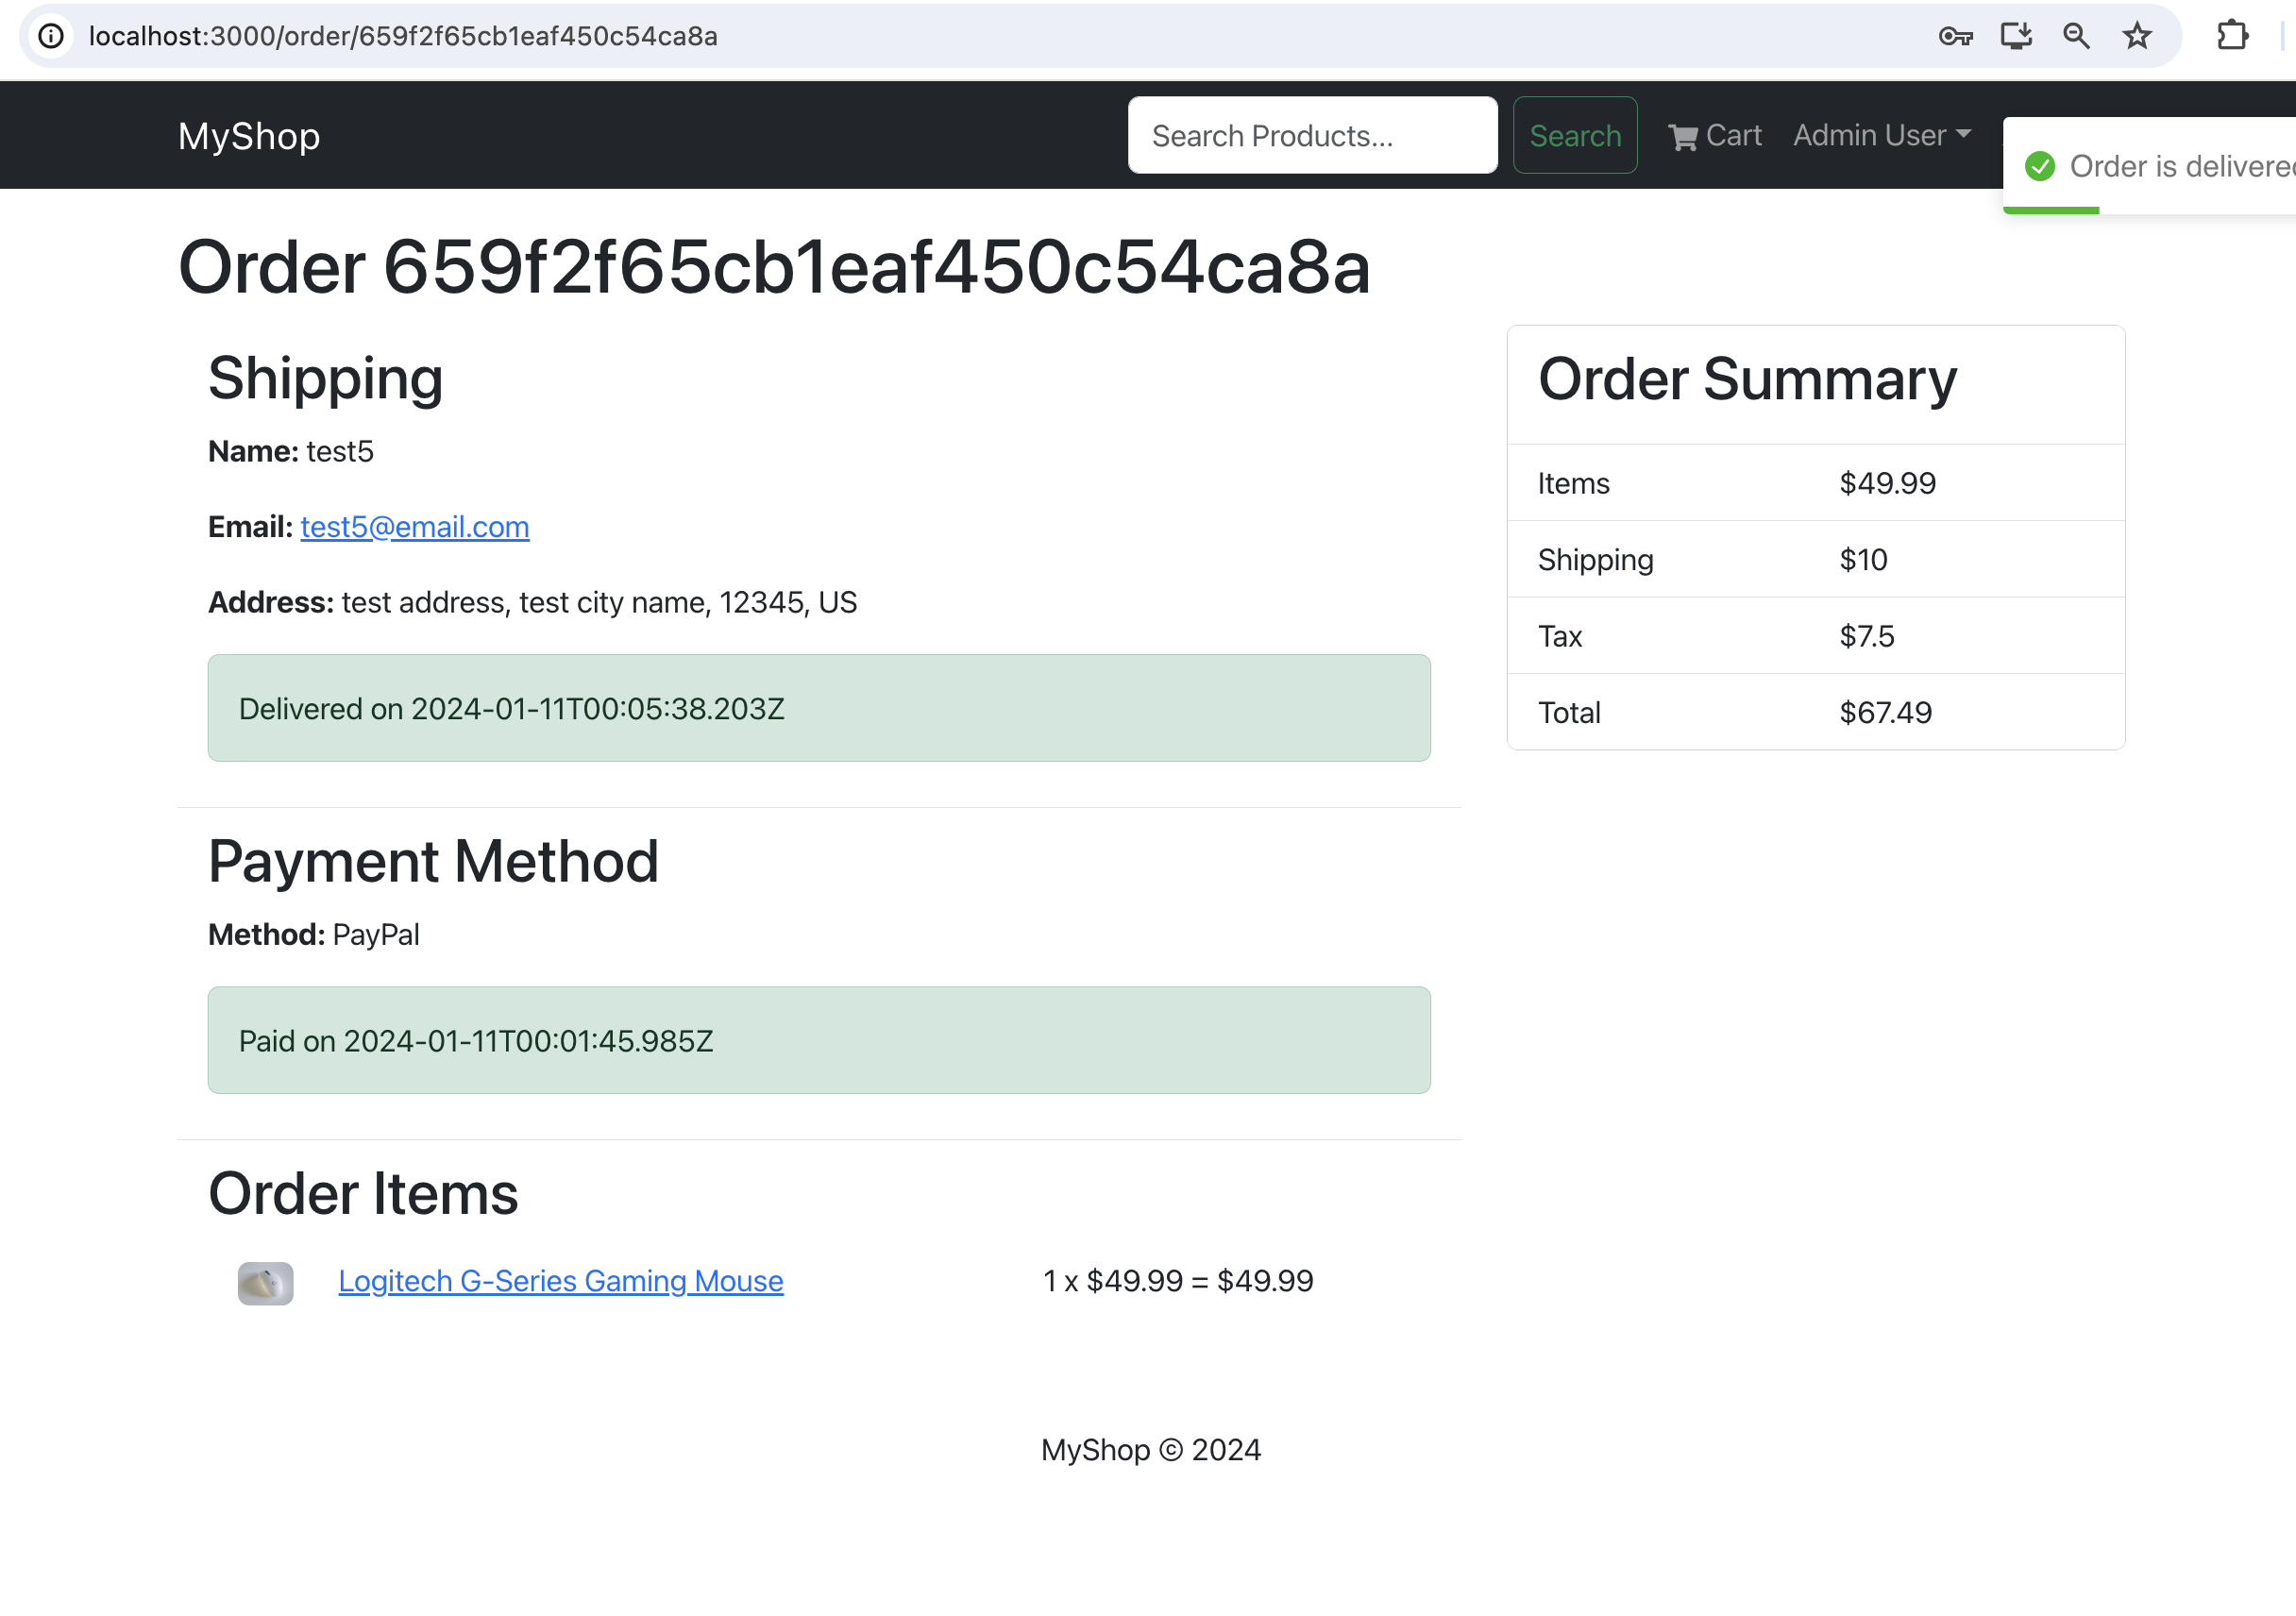 localhost:3000/order/659f2f65cb1eaf450c54ca8a
MyShop
Search Products...
Search
Cart
Admin User
Order is delivered
Order 659f2f65cb1eaf450c54ca8a
Shipping
Name: test5
Email: test5@email.com
Address: test address, test city name, 12345, US
Delivered on 2024-01-11T00:05:38.203Z
Payment Method
Method: PayPal
Paid on 2024-01-11T00:01:45.985Z
Order Items
Logitech G-Series Gaming Mouse 1 x $49.99 = $49.99
Order Summary
Items $49.99
Shipping $10
Tax $7.5
Total $67.49
MyShop © 2024